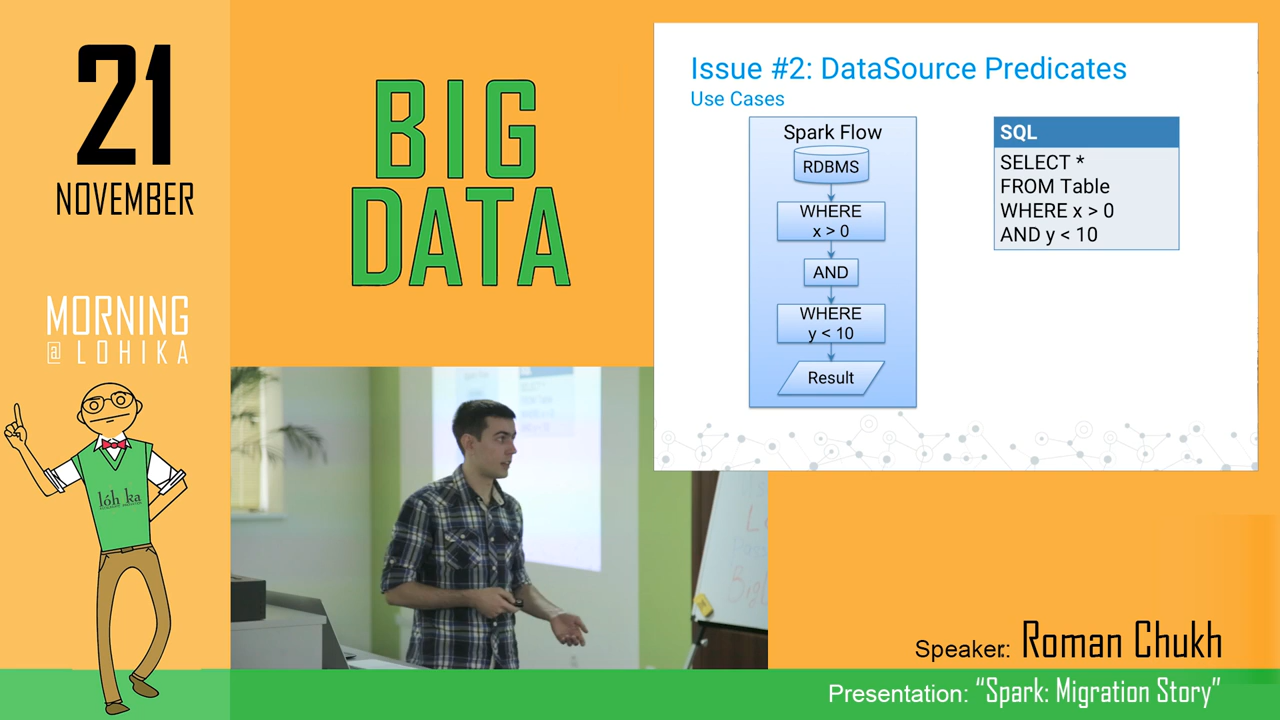 21
NOVEMBER
MORNING
@ LOHIKA
lóh ka
BIG
DATA
Issue #2: DataSource Predicates
Use Cases
Spark Flow
RDBMS
WHERE
x > 0
AND
WHERE
y < 10
Result
SQL
SELECT *
FROM Table
WHERE x > 0
AND y < 10
Speaker: Roman Chukh
Presentation: “Spark: Migration Story”